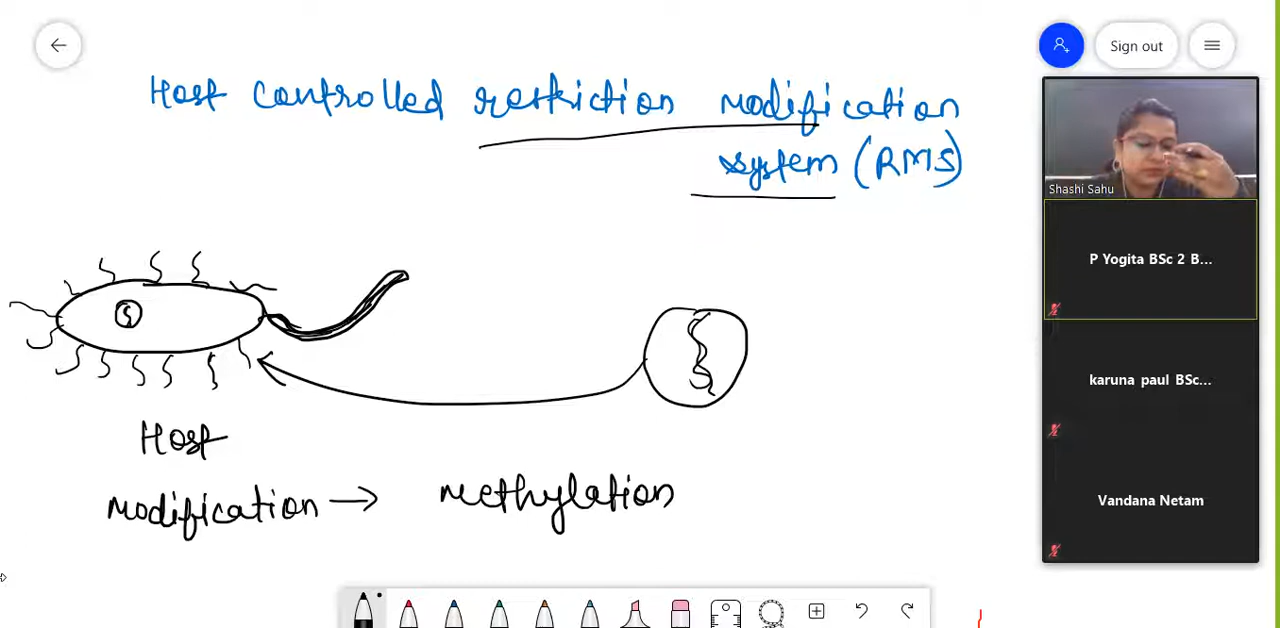 Sign out
Host controlled restriction modification
system (RMS)
Shashi Sahu
P Yogita BSc 2 B...
karuna paul BSc...
Host
modification → methylation
Vandana Netam